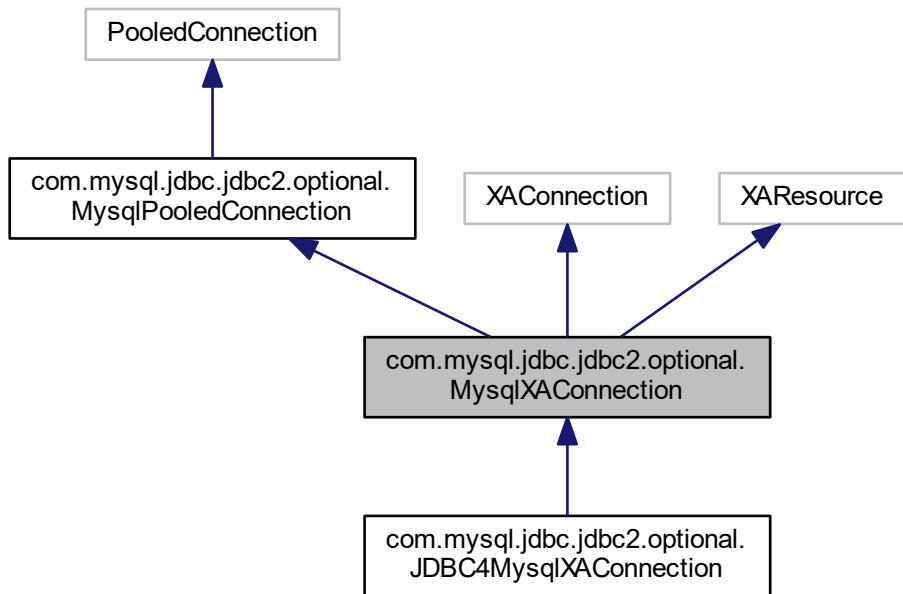 PooledConnection
com.mysql.jdbc.jdbc2.optional.
MysqlPooledConnection
XAConnection
XAResource
com.mysql.jdbc.jdbc2.optional.
MysqlXAConnection
com.mysql.jdbc.jdbc2.optional.
JDBC4MysqlXAConnection